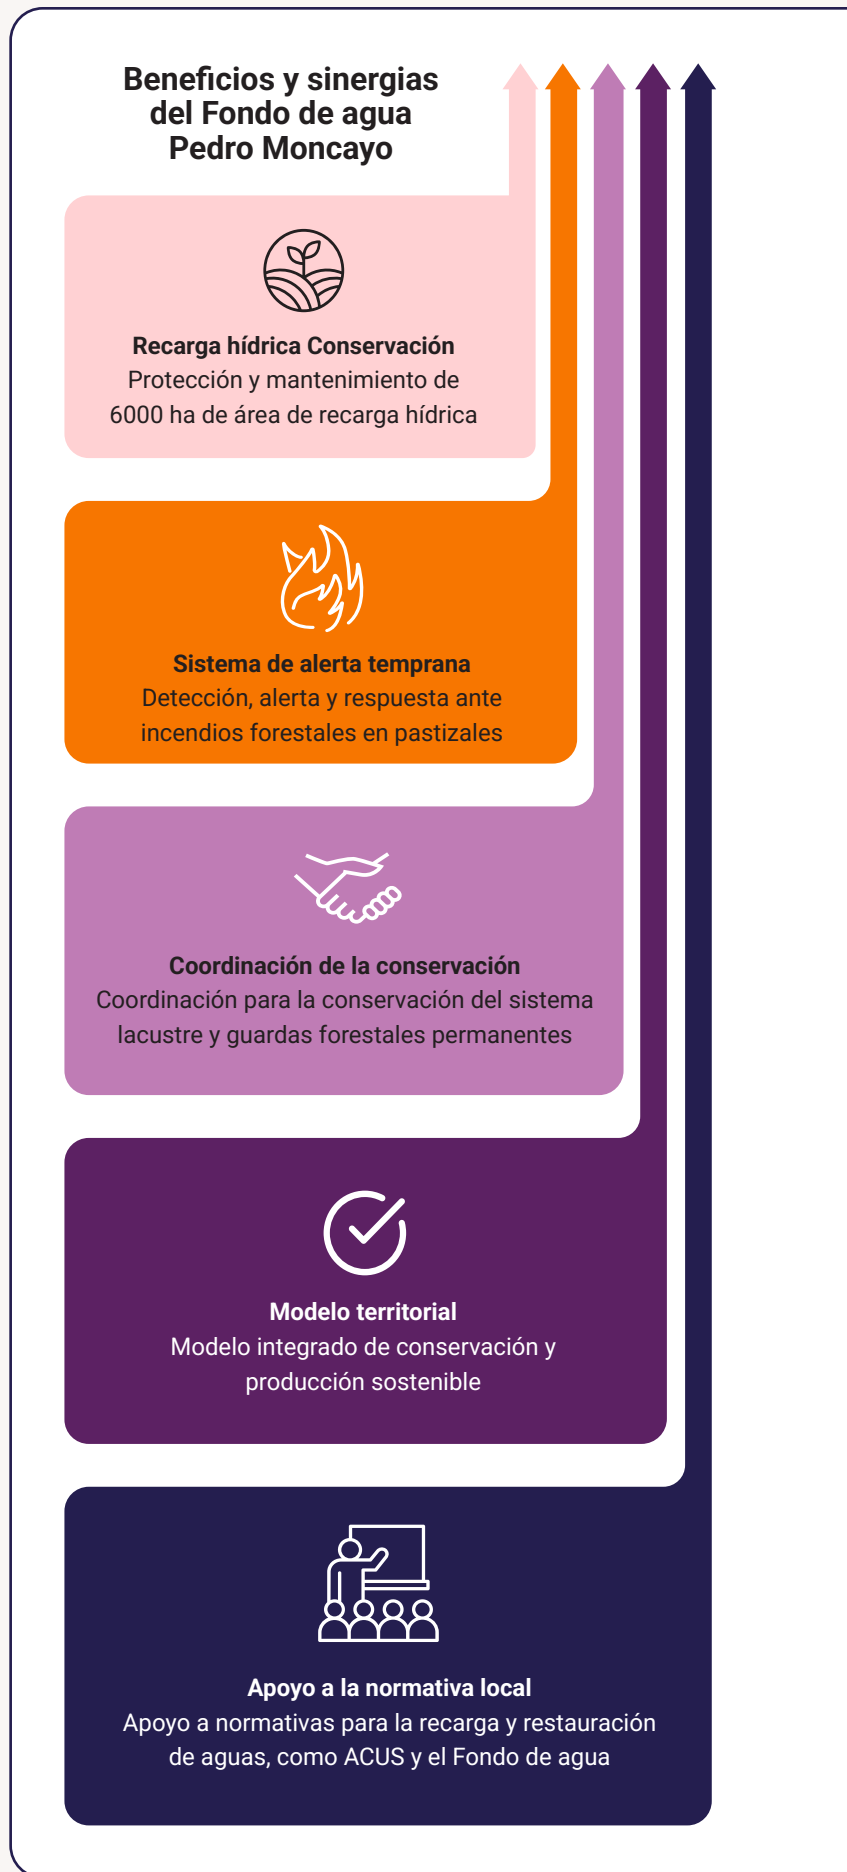 Beneficios y sinergias
del Fondo de agua
Pedro Moncayo
Recarga hídrica Conservación
Protección y mantenimiento de
6000 ha de área de recarga hídrica
Sistema de alerta temprana
Detección, alerta y respuesta ante
incendios forestales en pastizales
Coordinación de la conservación
Coordinación para la conservación del sistema
lacustre y guardas forestales permanentes
Modelo territorial
Modelo integrado de conservación y
producción sostenible
Apoyo a la normativa local
Apoyo a normativas para la recarga y restauración
de aguas, como ACUS y el Fondo de agua